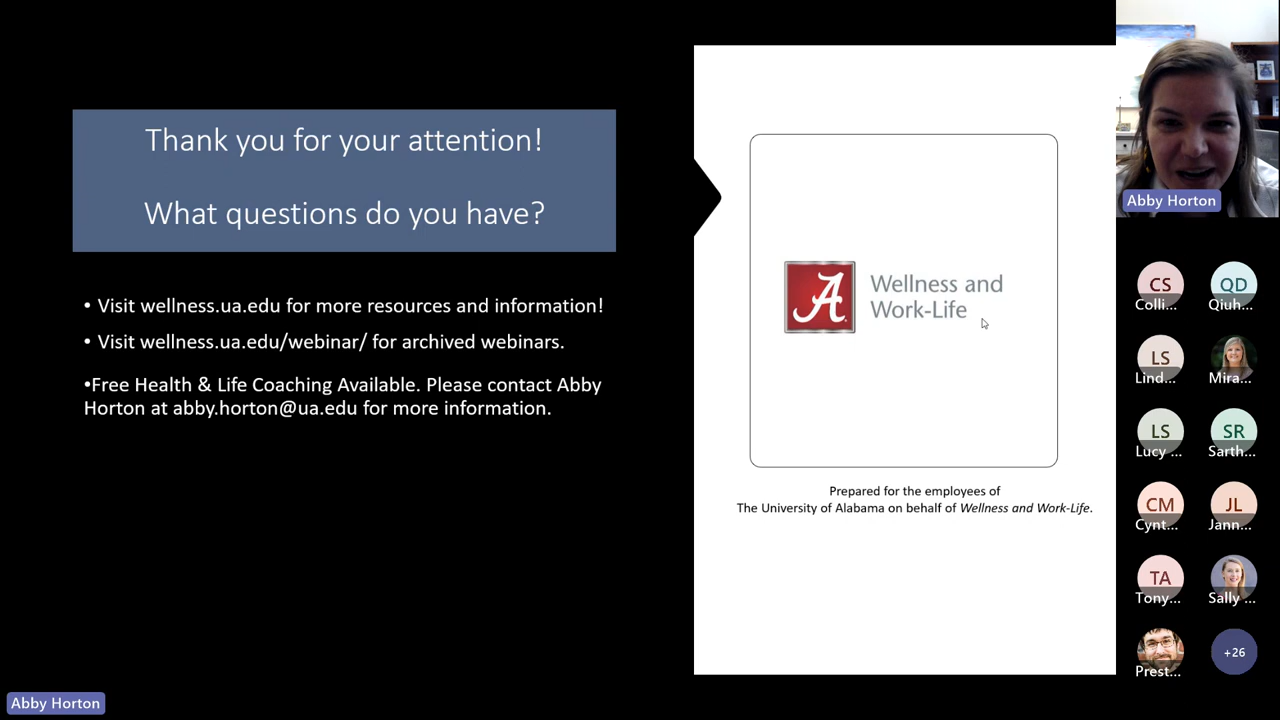 Thank you for your attention!
What questions do you have?
• Visit wellness.ua.edu for more resources and information!
• Visit wellness.ua.edu/webinar/ for archived webinars.
•Free Health & Life Coaching Available. Please contact Abby
Horton at abby.horton@ua.edu for more information.
A
Wellness and
Work-Life
Prepared for the employees of
The University of Alabama on behalf of Wellness and Work-Life.
Abby Horton
CS
QD
Colli...
Qiuh...
LS
Lind...
Mira...
LS
SR
Lucy ...
Sarth...
CM
JL
Cynt...
Jann...
TA
Tony...
Sally ...
Prest...
+26
Abby Horton